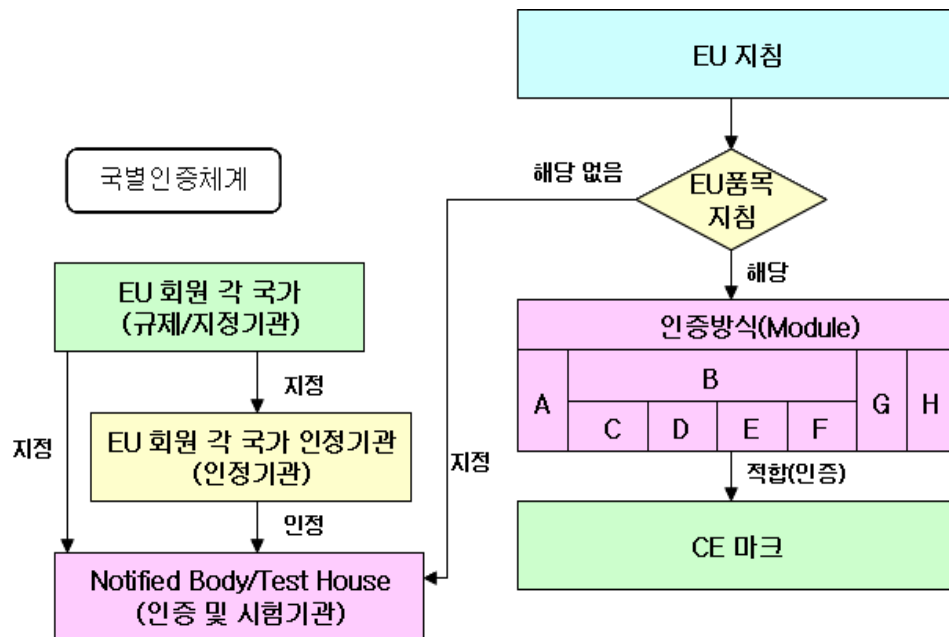 EU 지침
국별인증체계
해당 없음
EU품목
지침
해당
EU 회원 각 국가
(규제/지정기관)
인증방식(Module)
A
B
G
H
C
D
E
F
지정
지정
EU 회원 각 국가 인정기관
(인정기관)
지정
적합(인증)
인정
CE 마크
Notified Body/Test House
(인증 및 시험기관)